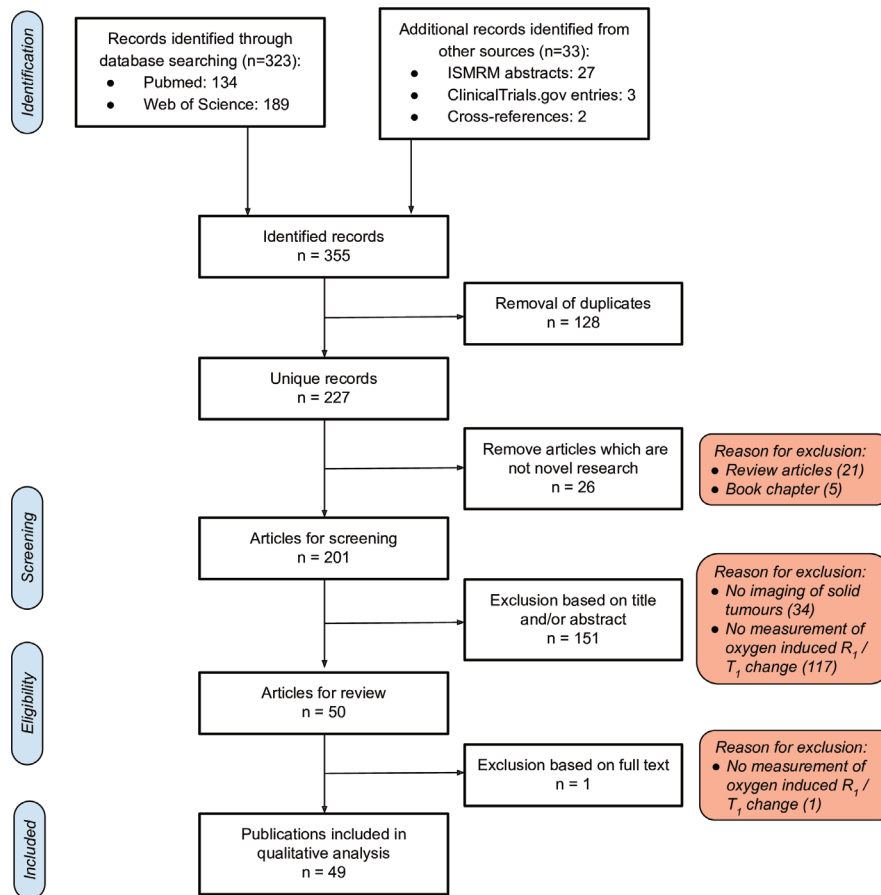 Identification
Records identified through
database searching (n=323):
● Pubmed: 134
● Web of Science: 189
Additional records identified from
other sources (n=33):
● ISMRM abstracts: 27
● ClinicalTrials.gov entries: 3
● Cross-references: 2
Identified records
n = 355
Removal of duplicates
n = 128
Unique records
n = 227
Remove articles which are
not novel research
n = 26
Reason for exclusion:
● Review articles (21)
● Book chapter (5)
Screening
Articles for screening
n = 201
Exclusion based on title
and/or abstract
n = 151
Reason for exclusion:
● No imaging of solid
tumours (34)
● No measurement of
oxygen induced R1 /
T1 change (117)
Eligibility
Articles for review
n = 50
Exclusion based on full text
n = 1
Reason for exclusion:
● No measurement of
oxygen induced R1 /
T1 change (1)
Included
Publications included in
qualitative analysis
n = 49